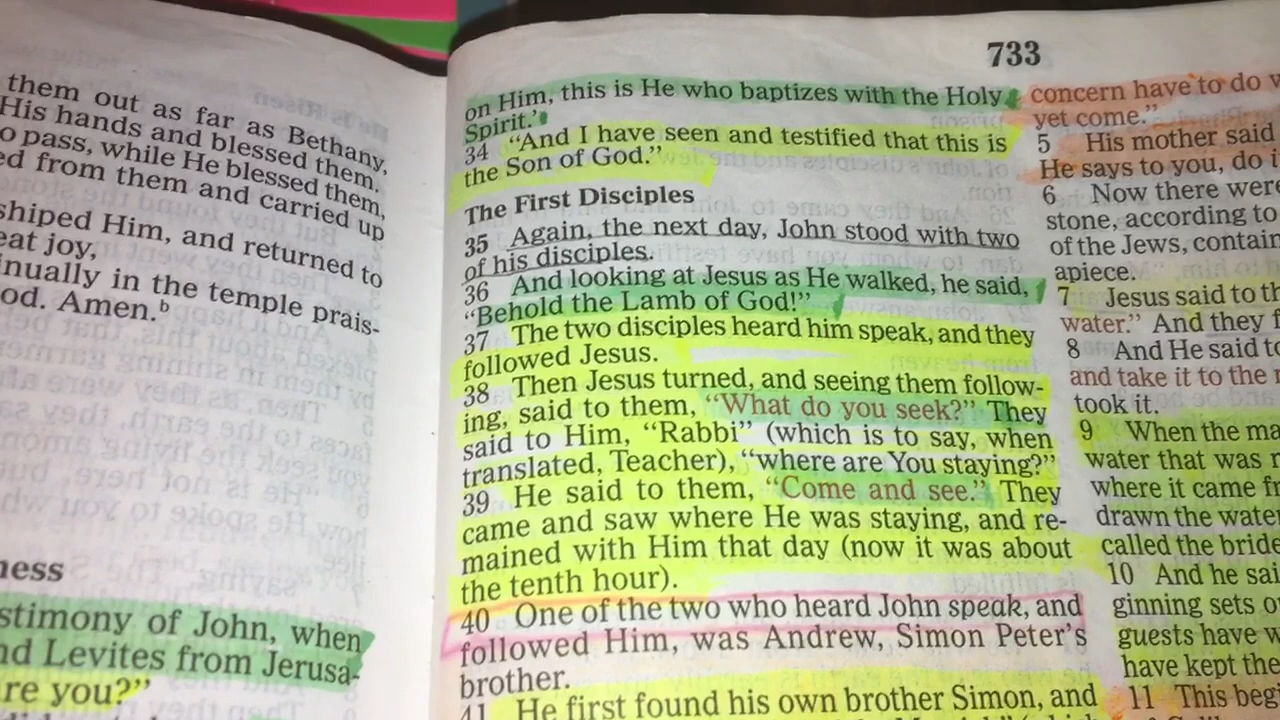 them out as far as Bethany,
His hands and blessed them.
o pass, while He blessed them,
ed from them and carried up
shiped Him, and returned to
eat joy,
inually in the temple prais-
od. Amen.ᵇ
ness
stimony of John, when
nd Levites from Jerusa-
re you?”
733
on Him, this is He who baptizes with the Holy
Spirit.’
34 “And I have seen and testified that this is
the Son of God.”
The First Disciples
35 Again, the next day, John stood with two
of his disciples.
36 And looking at Jesus as He walked, he said,
“Behold the Lamb of God!”
37 The two disciples heard him speak, and they
followed Jesus.
38 Then Jesus turned, and seeing them follow-
ing, said to them, “What do you seek?” They
said to Him, “Rabbi” (which is to say, when
translated, Teacher), “where are You staying?”
39 He said to them, “Come and see.” They
came and saw where He was staying, and re-
mained with Him that day (now it was about
the tenth hour).
40 One of the two who heard John speak, and
followed Him, was Andrew, Simon Peter’s
brother.
41 He first found his own brother Simon, and
concern have to do w
yet come.”
5 His mother said
He says to you, do i
6 Now there were
stone, according to
of the Jews, contain
apiece.
7 Jesus said to th
water.” And they f
8 And He said to
and take it to the m
took it.
9 When the ma
water that was m
where it came fr
drawn the water
called the bride
10 And he sai
ginning sets o
guests have w
have kept the
11 This begi